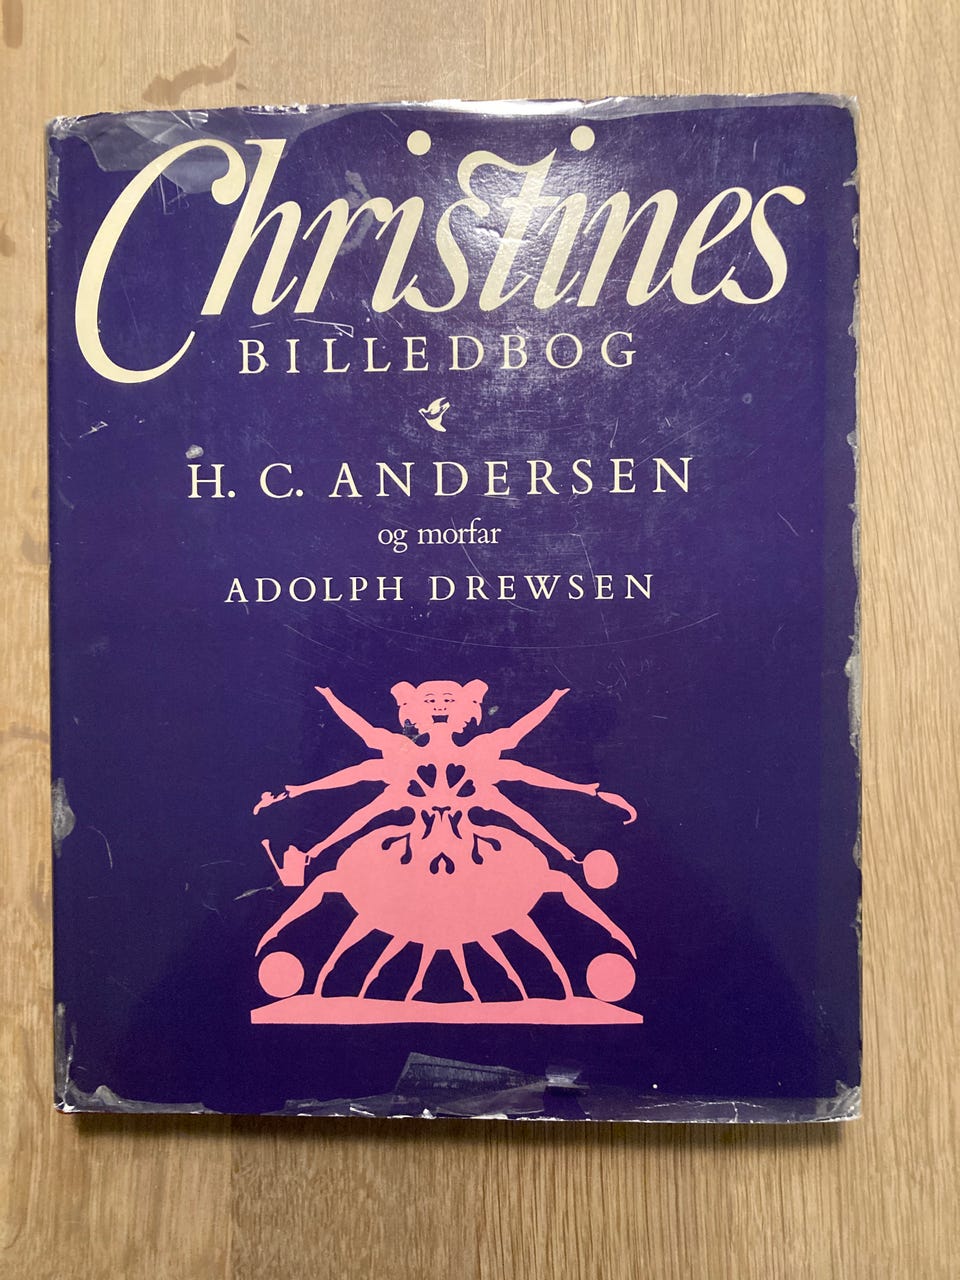 Christines
BILLEDBOG
H. C. ANDERSEN
og morfar
ADOLPH DREWSEN